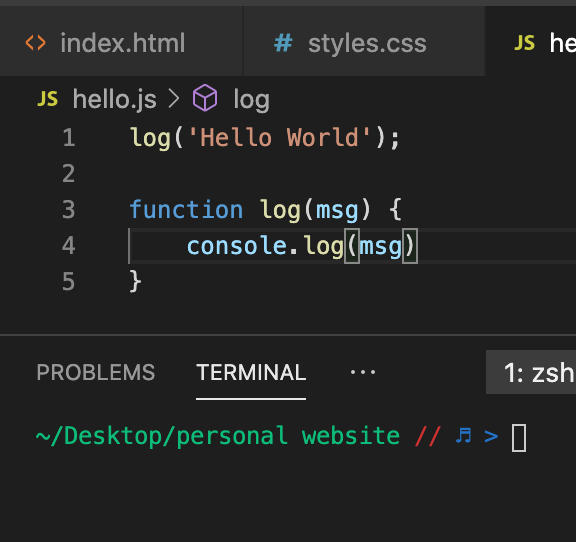 <> index.html # styles.css JS he
JS hello.js > log
1 log('Hello World');
2
3 function log(msg) {
4 console.log(msg)
5 }
PROBLEMS TERMINAL ··· 1: zsh
~/Desktop/personal website // ♬ >